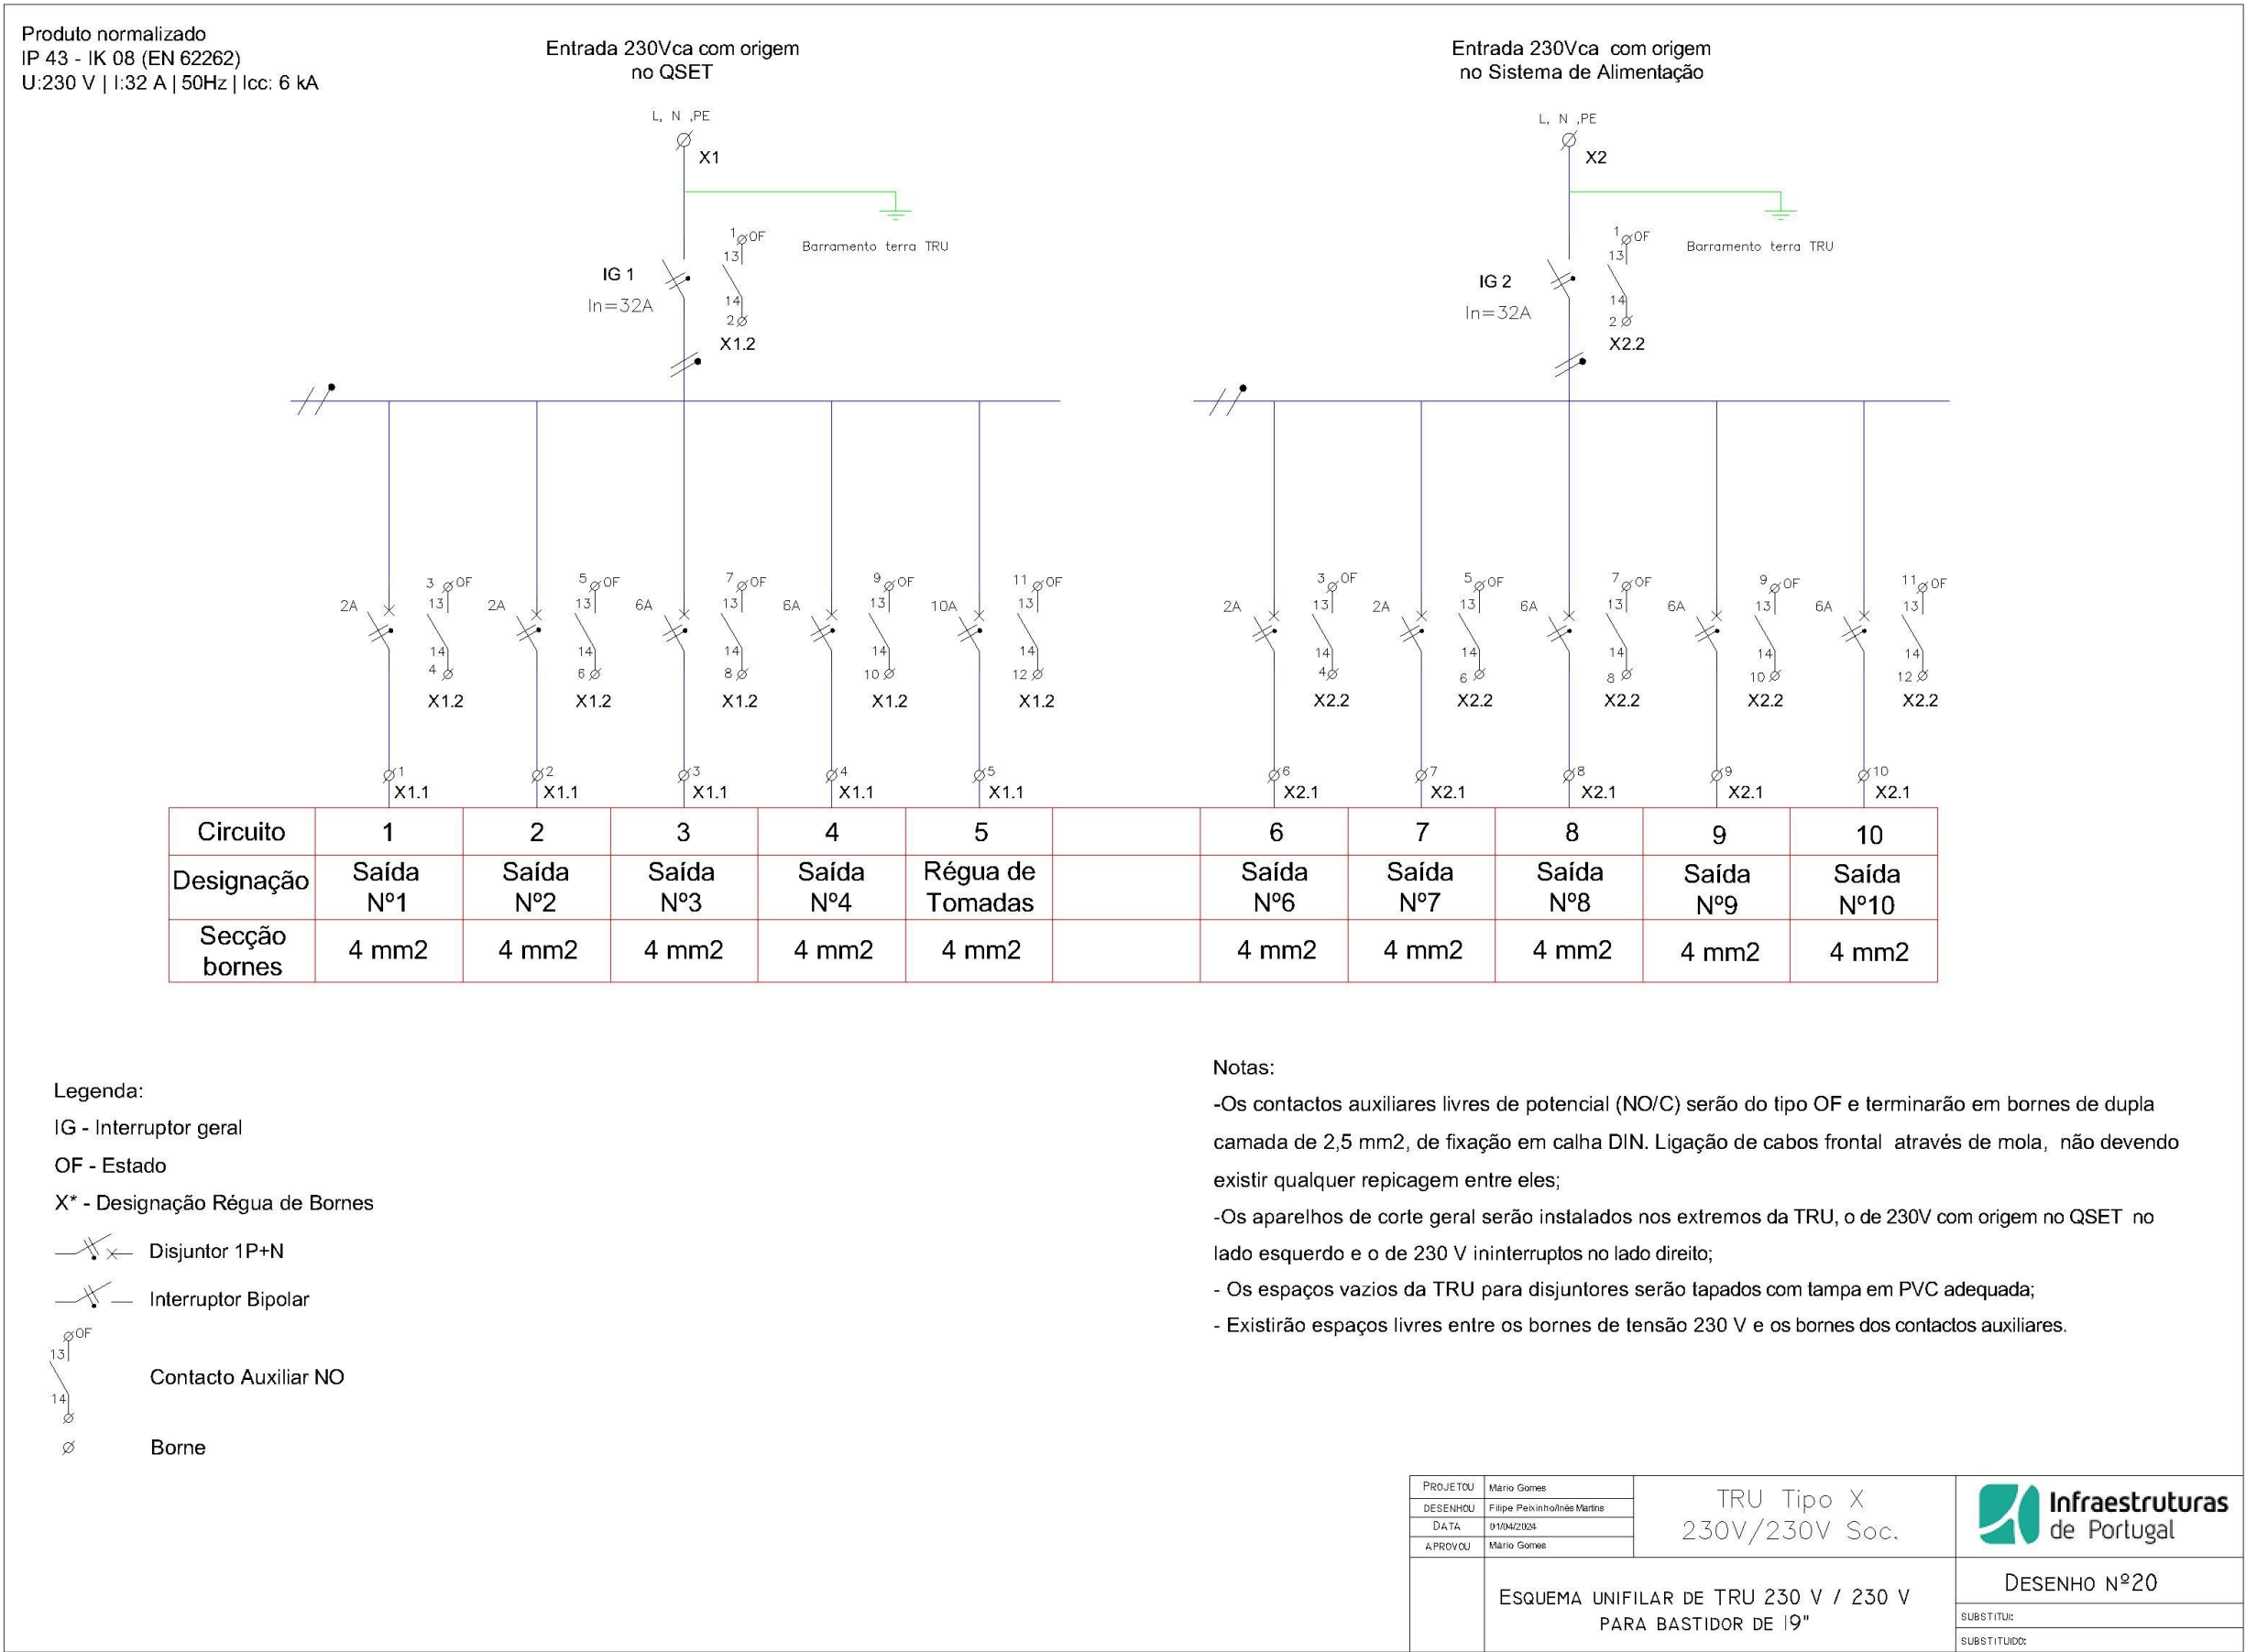 Produto normalizado
IP 43 - IK 08 (EN 62262)
U:230 V | I:32 A | 50Hz | Icc: 6 kA
Entrada 230Vca com origem
no QSET
L, N ,PE
X1
Barramento terra TRU
IG 1
In=32A
1 OF
13
14
2
X1.2
Entrada 230Vca com origem
no Sistema de Alimentação
L, N ,PE
X2
Barramento terra TRU
IG 2
In=32A
1 OF
13
14
2
X2.2
2A
3 OF
13
14
4
X1.2
2A
5 OF
13
14
6
X1.2
6A
7 OF
13
14
8
X1.2
6A
9 OF
13
14
10
X1.2
10A
11 OF
13
14
12
X1.2
2A
3 OF
13
14
4
X2.2
2A
5 OF
13
14
6
X2.2
6A
7 OF
13
14
8
X2.2
6A
9 OF
13
14
10
X2.2
6A
11 OF
13
14
12
X2.2
1 2 3 4 5 6 7 8 9 10
X1.1 X1.1 X1.1 X1.1 X1.1 X2.1 X2.1 X2.1 X2.1 X2.1
Circuito 1 2 3 4 5 6 7 8 9 10
Designação Saída Nº1 Saída Nº2 Saída Nº3 Saída Nº4 Régua de Tomadas Saída Nº6 Saída Nº7 Saída Nº8 Saída Nº9 Saída Nº10
Secção bornes 4 mm2 4 mm2 4 mm2 4 mm2 4 mm2 4 mm2 4 mm2 4 mm2 4 mm2 4 mm2
Legenda:
IG - Interruptor geral
OF - Estado
X* - Designação Régua de Bornes
Disjuntor 1P+N
Interruptor Bipolar
OF
13
14
Contacto Auxiliar NO
Borne
Notas:
-Os contactos auxiliares livres de potencial (NO/C) serão do tipo OF e terminarão em bornes de dupla
camada de 2,5 mm2, de fixação em calha DIN. Ligação de cabos frontal através de mola, não devendo
existir qualquer repicagem entre eles;
-Os aparelhos de corte geral serão instalados nos extremos da TRU, o de 230V com origem no QSET no
lado esquerdo e o de 230 V ininterruptos no lado direito;
- Os espaços vazios da TRU para disjuntores serão tapados com tampa em PVC adequada;
- Existirão espaços livres entre os bornes de tensão 230 V e os bornes dos contactos auxiliares.
PROJETOU Mário Gomes
DESENHOU Filipe Peixinho/Inês Martins
DATA 01/04/2024
APROVOU Mário Gomes
TRU Tipo X
230V/230V Soc.
Infraestruturas
de Portugal
ESQUEMA UNIFILAR DE TRU 230 V / 230 V
PARA BASTIDOR DE 19"
DESENHO Nº20
SUBSTITUI:
SUBSTITUIDO: